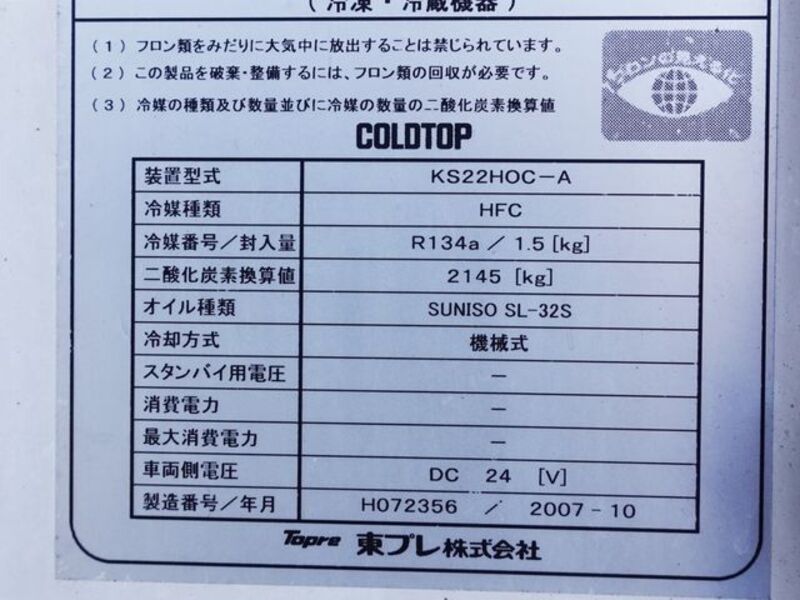 (冷凍・冷蔵機器)
(1) フロン類をみだりに大気中に放出することは禁じられています。
(2) この製品を破棄・整備するには、フロン類の回収が必要です。
(3) 冷媒の種類及び数量並びに冷媒の数量の二酸化炭素換算値
フロンの見える化
COLDTOP
装置型式 KS22HOC-A
冷媒種類 HFC
冷媒番号/封入量 R134a / 1.5 [kg]
二酸化炭素換算値 2145 [kg]
オイル種類 SUNISO SL-32S
冷却方式 機械式
スタンバイ用電圧 -
消費電力 -
最大消費電力 -
車両側電圧 DC 24 [V]
製造番号/年月 H072356 / 2007-10
Topre 東プレ株式会社